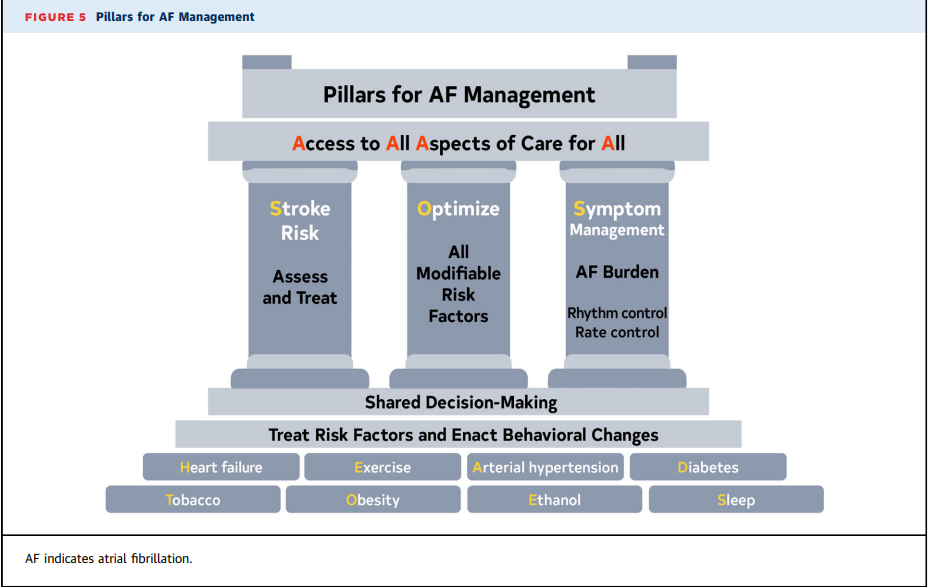 FIGURE 5 Pillars for AF Management
Pillars for AF Management
Access to All Aspects of Care for All
Stroke
Risk
Assess
and Treat
Optimize
All
Modifiable
Risk
Factors
Symptom
Management
AF Burden
Rhythm control
Rate control
Shared Decision-Making
Treat Risk Factors and Enact Behavioral Changes
Heart failure
Exercise
Arterial hypertension
Diabetes
Tobacco
Obesity
Ethanol
Sleep
AF indicates atrial fibrillation.